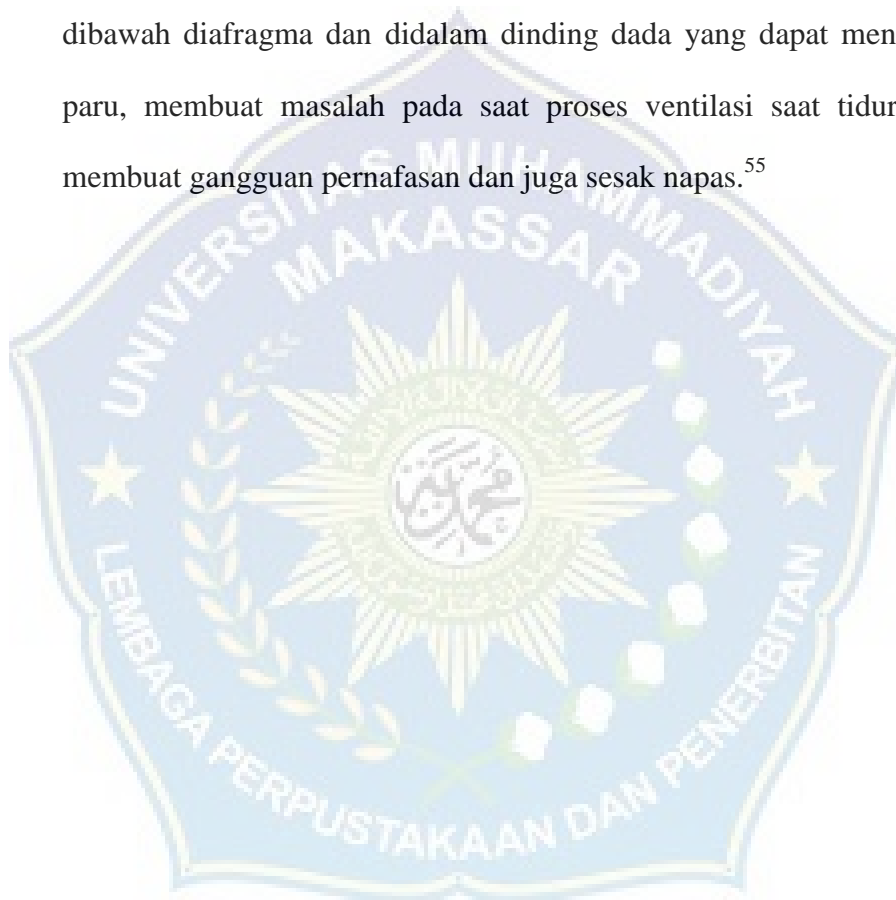 dibawah diafragma dan didalam dinding dada yang dapat men
paru, membuat masalah pada saat proses ventilasi saat tidur
membuat gangguan pernafasan dan juga sesak napas.55
UNIVERSITAS MUHAMMADIYAH
MAKASSAR
LEMBAGA PERPUSTAKAAN DAN PENERBITAN